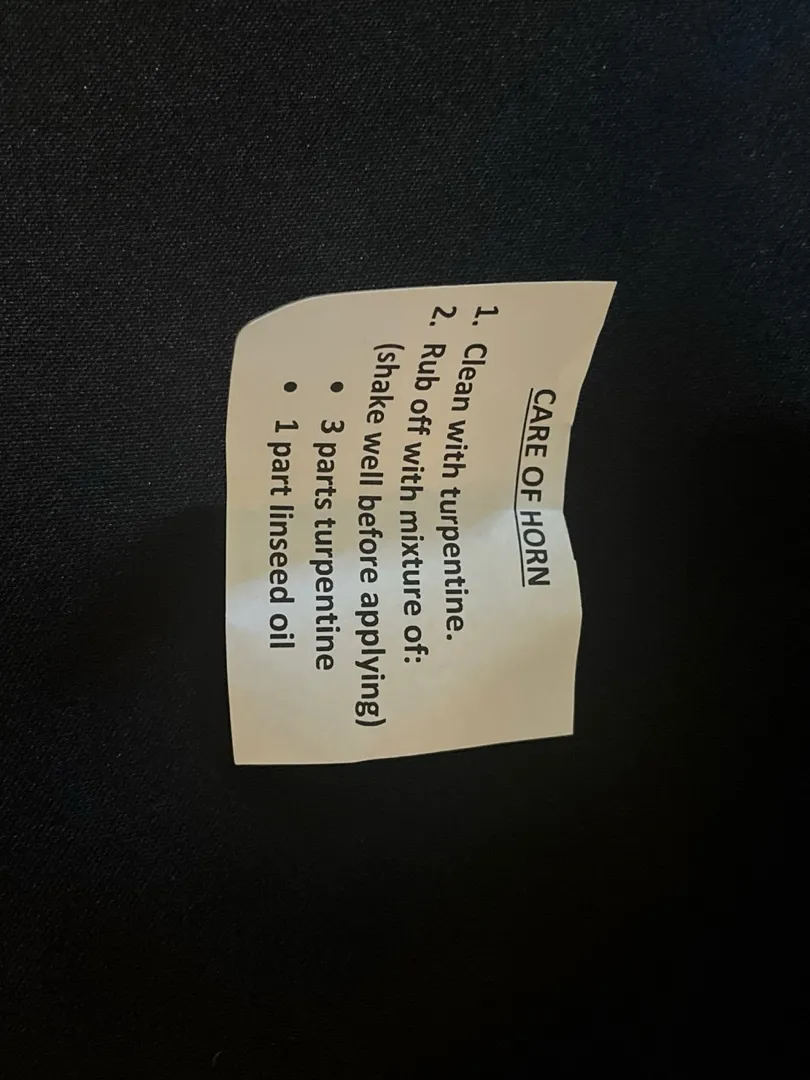 CARE OF HORN
1. Clean with turpentine.
2. Rub off with mixture of:
(shake well before applying)
• 3 parts turpentine
• 1 part linseed oil